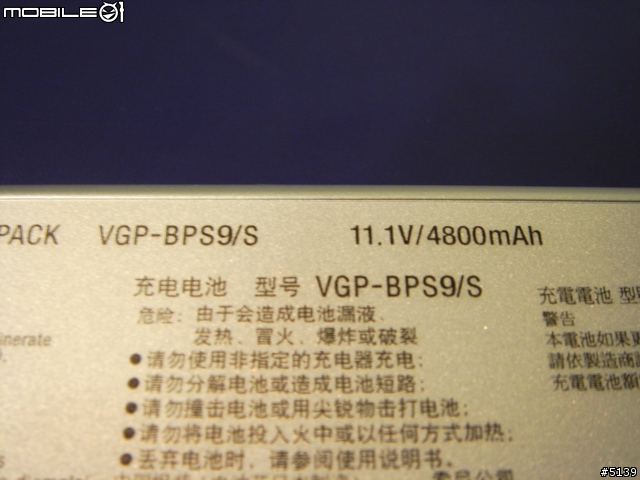 MOBILE01
PACK VGP-BPS9/S 11.1V/4800mAh
充电电池 型号 VGP-BPS9/S
危险: 由于会造成电池漏液、
发热、冒火、爆炸或破裂
●请勿使用非指定的充电器充电;
●请勿分解电池或造成电池短路;
●请勿撞击电池或用尖锐物击打电池;
●请勿将电池投入火中或以任何方式加热;
●丢弃电池时, 请参阅使用说明书。
充電電池 型
警告
本電池如果更
請依製造商
充電電池額
inerate
#5139